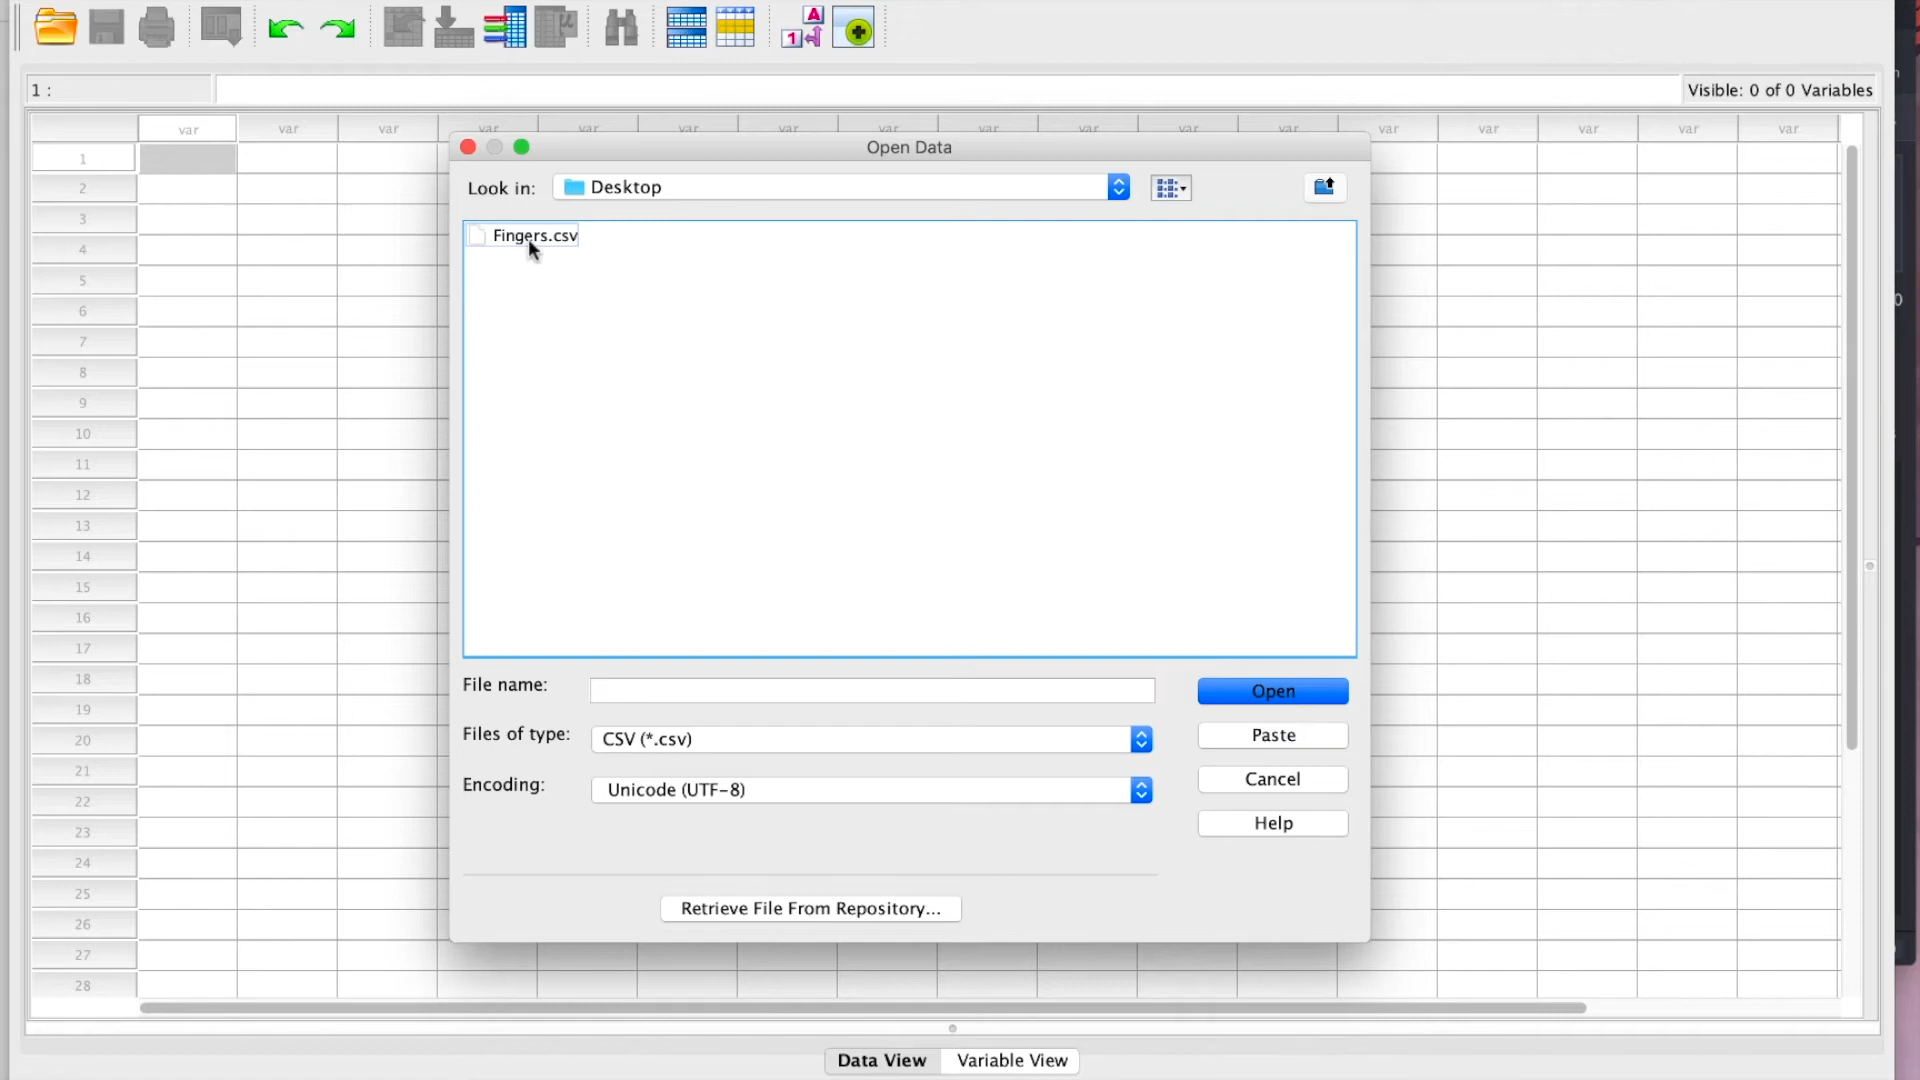 1 :
Visible: 0 of 0 Variables
var var var var var var var var var var var var var var var var var
Open Data
Look in: Desktop
Fingers.csv
1
2
3
4
5
6
7
8
9
10
11
12
13
14
15
16
17
18
19
20
21
22
23
24
25
26
27
28
File name:
Open
Files of type: CSV (*.csv)
Paste
Encoding: Unicode (UTF-8)
Cancel
Help
Retrieve File From Repository...
Data View Variable View